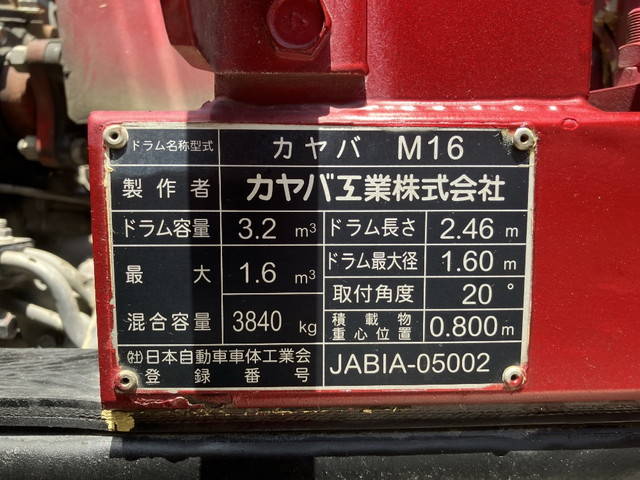 ドラム名称型式 カヤバ M16
製作者 カヤバ工業株式会社
ドラム容量 3.2 m³ ドラム長さ 2.46 m
最大 1.6 m³ ドラム最大径 1.60 m
取付角度 20°
混合容量 3840 kg 積載物重心位置 0.800m
(社)日本自動車車体工業会
登録番号 JABIA-05002